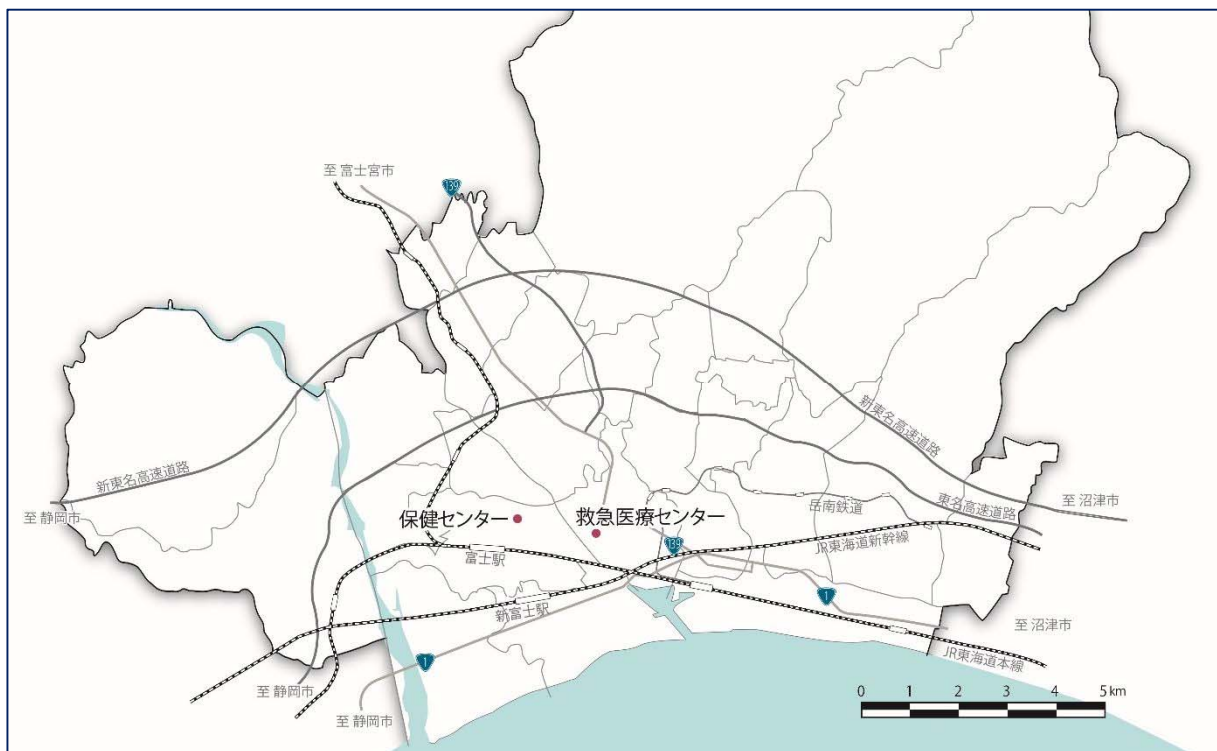 至 富士宮市
139
新東名高速道路
新東名高速道路
至 静岡市
至 沼津市
東名高速道路
岳南鉄道
保健センター
救急医療センター
139
JR東海道新幹線
富士駅
新富士駅
1
至 沼津市
1
JR東海道本線
至 静岡市
至 静岡市
0 1 2 3 4 5 km